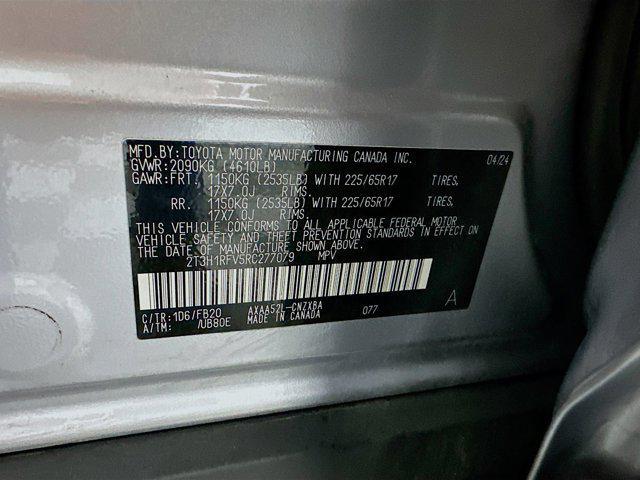 MFD.BY:TOYOTA MOTOR MANUFACTURING CANADA INC. 04/24
GVWR:2090KG (4610LB)
GAWR:FRT. 1150KG (2535LB) WITH 225/65R17 TIRES.
17X7.0J RIMS.
RR. 1150KG (2535LB) WITH 225/65R17 TIRES.
17X7.0J RIMS.
THIS VEHICLE CONFORMS TO ALL APPLICABLE FEDERAL MOTOR
VEHICLE SAFETY AND THEFT PREVENTION STANDARDS IN EFFECT ON
THE DATE OF MANUFACTURE SHOWN ABOVE.
2T3H1RFV5RC277079 MPV
C/TR:1D6/FB20 AXAA52L-CNZXBA 077 A
A/TM: /UB80E MADE IN CANADA